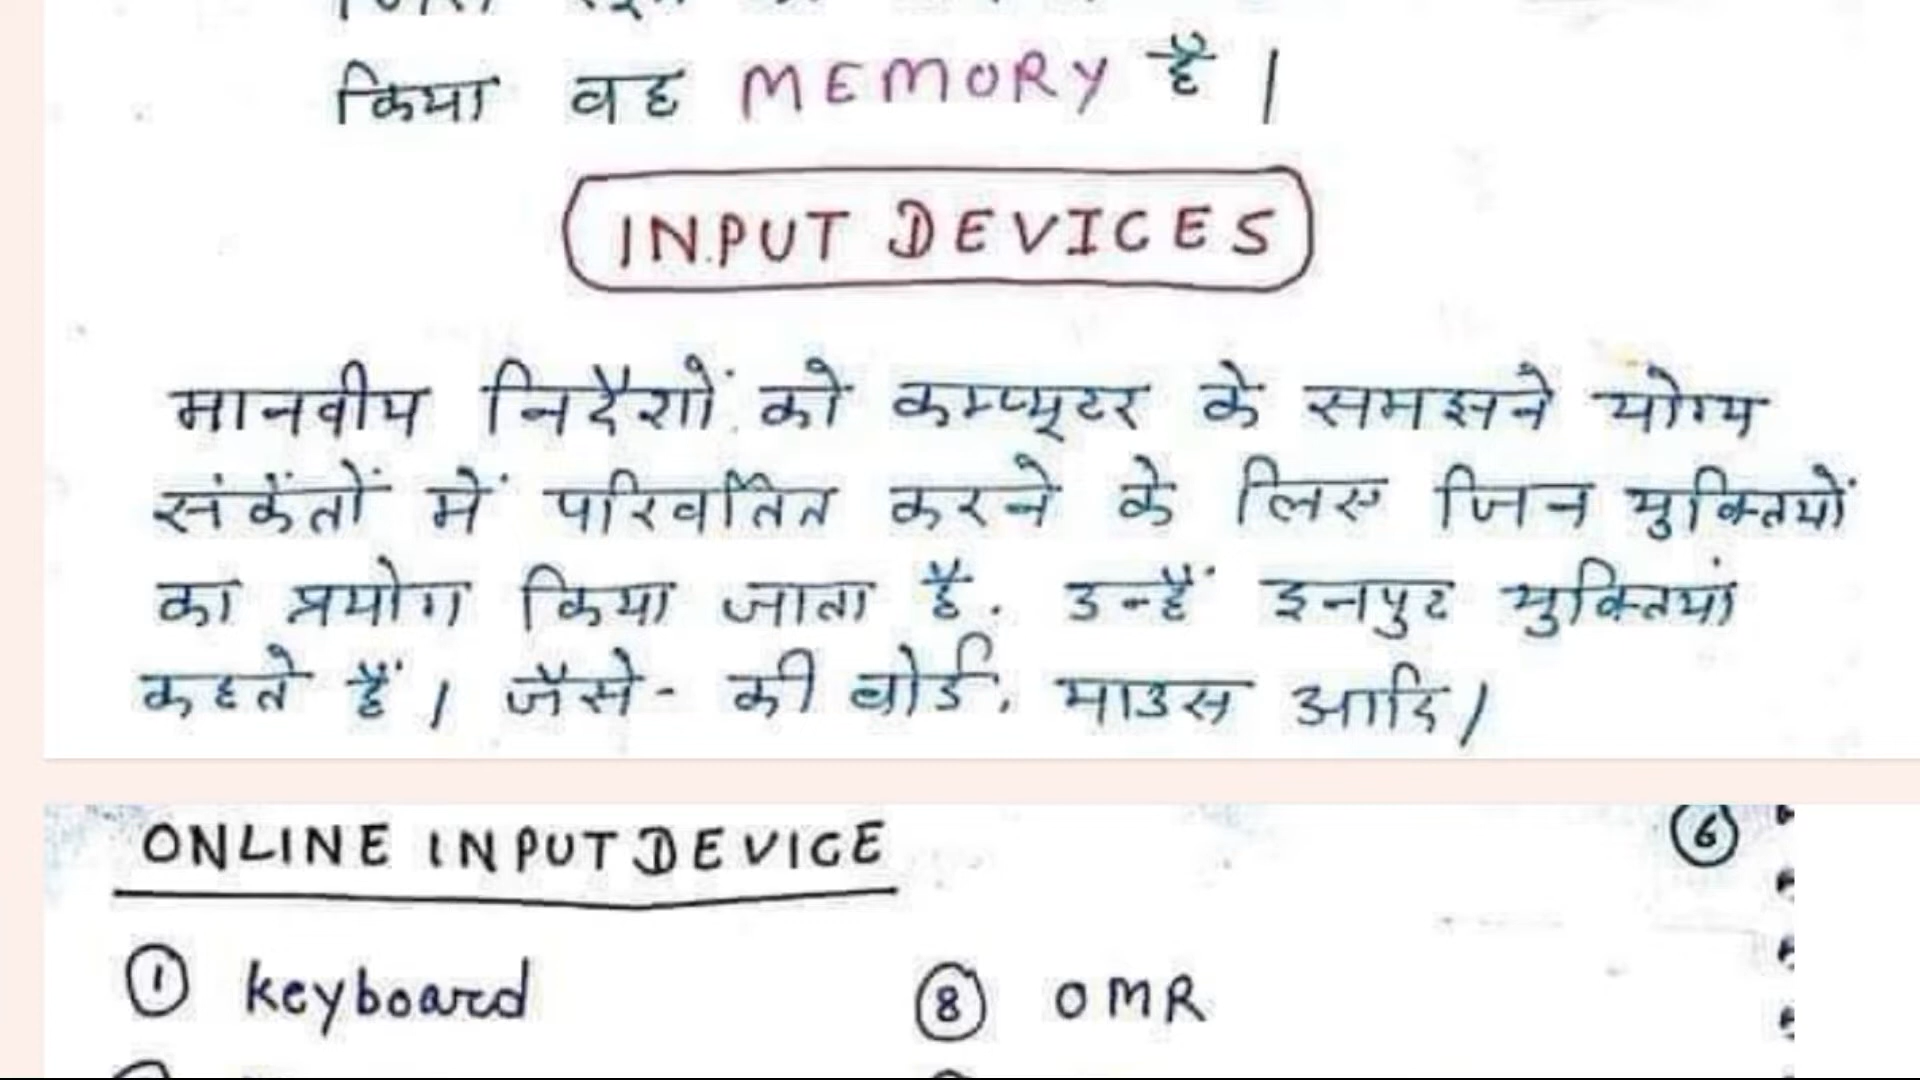 किया वह MEMORY है।
INPUT DEVICES
मानवीय निर्देशों को कम्प्यूटर के समझने योग्य
संकेंतों में परिवर्तित करने के लिए जिन युक्तियों
का प्रयोग किया जाता है. उन्हें इनपुट युक्तियां
कहते हैं। जैसे- की बोर्ड, माउस आदि।
ONLINE INPUT DEVICE
6
1 keyboard
8 OMR